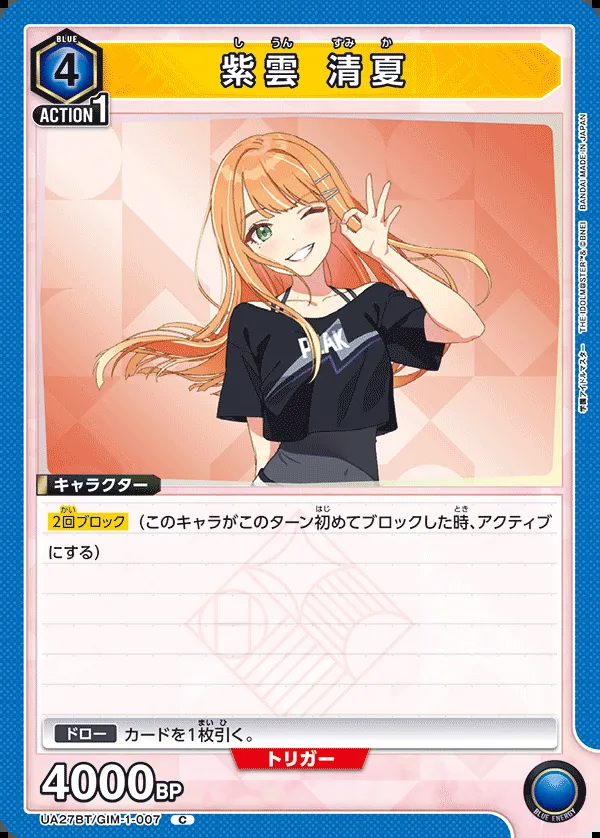 BLUE
4
ACTION 1
しうん すみか
紫雲 清夏
THE IDOLM@STER™& ©BNEI BANDAI MADE IN JAPAN
学園アイドルマスター
PEAK
キャラクター
かい はじ とき
2回ブロック (このキャラがこのターン初めてブロックした時、アクティブ
にする)
まい ひ
ドロー カードを1枚引く。
トリガー
4000BP
BLUE ENERGY
UA27BT/GIM-1-007 C